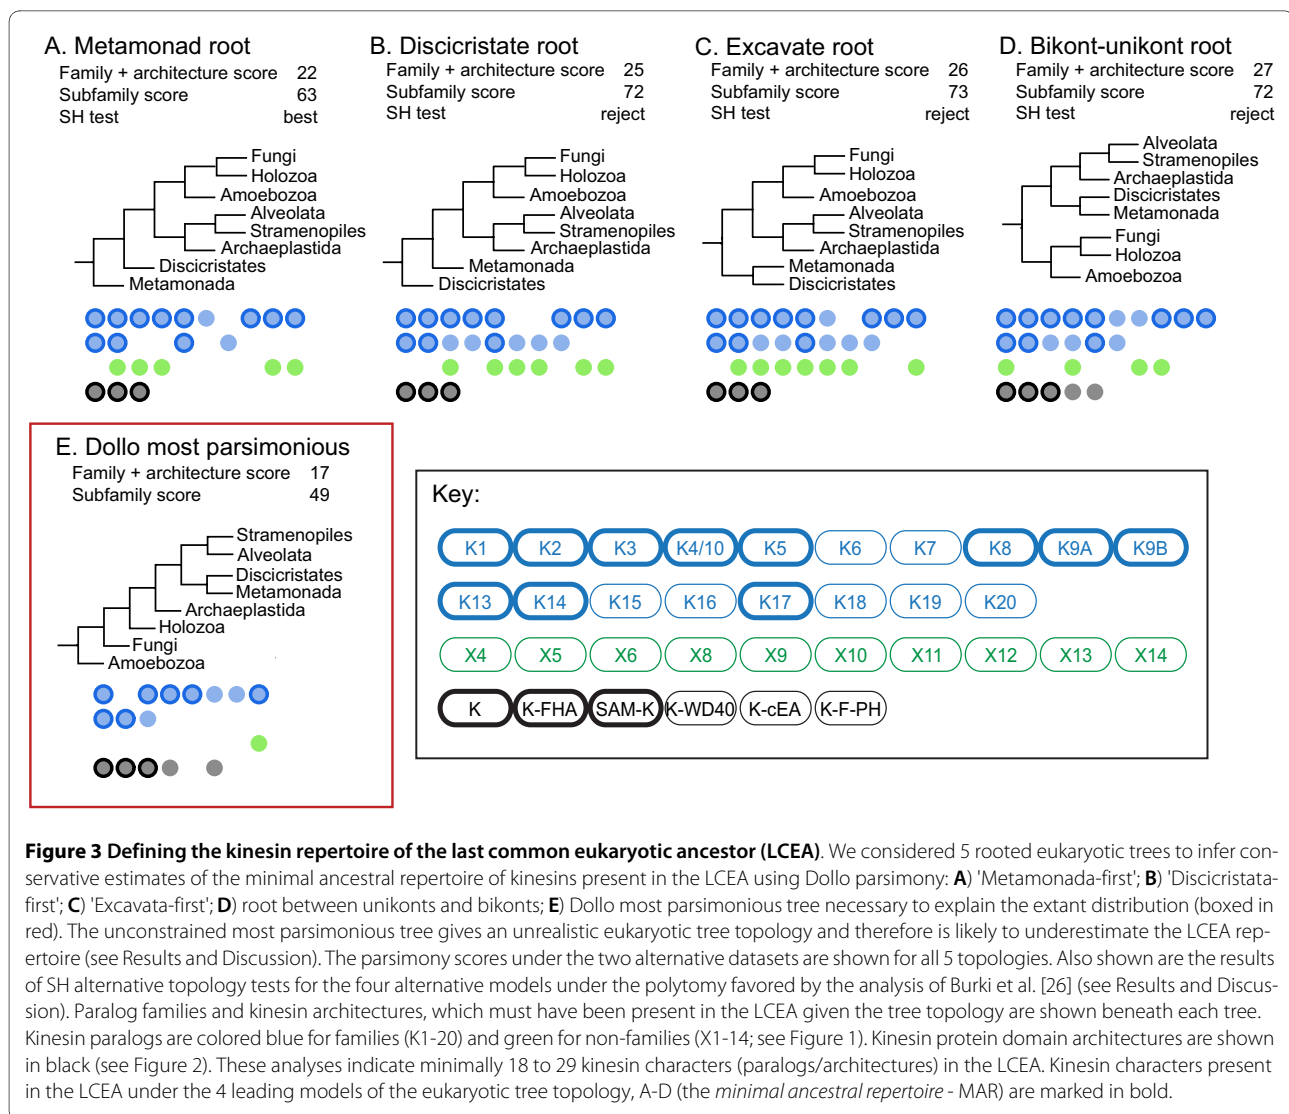 A. Metamonad root
Family + architecture score 22
Subfamily score 63
SH test best
Fungi
Holozoa
Amoebozoa
Alveolata
Stramenopiles
Archaeplastida
Discicristates
Metamonada
B. Discicristate root
Family + architecture score 25
Subfamily score 72
SH test reject
Fungi
Holozoa
Amoebozoa
Alveolata
Stramenopiles
Archaeplastida
Metamonada
Discicristates
C. Excavate root
Family + architecture score 26
Subfamily score 73
SH test reject
Fungi
Holozoa
Amoebozoa
Alveolata
Stramenopiles
Archaeplastida
Metamonada
Discicristates
D. Bikont-unikont root
Family + architecture score 27
Subfamily score 72
SH test reject
Alveolata
Stramenopiles
Archaeplastida
Discicristates
Metamonada
Fungi
Holozoa
Amoebozoa
E. Dollo most parsimonious
Family + architecture score 17
Subfamily score 49
Stramenopiles
Alveolata
Discicristates
Metamonada
Archaeplastida
Holozoa
Fungi
Amoebozoa
Key:
K1 K2 K3 K4/10 K5 K6 K7 K8 K9A K9B
K13 K14 K15 K16 K17 K18 K19 K20
X4 X5 X6 X8 X9 X10 X11 X12 X13 X14
K K-FHA SAM-K K-WD40 K-cEA K-F-PH
Figure 3 Defining the kinesin repertoire of the last common eukaryotic ancestor (LCEA). We considered 5 rooted eukaryotic trees to infer con-
servative estimates of the minimal ancestral repertoire of kinesins present in the LCEA using Dollo parsimony: A) 'Metamonada-first'; B) 'Discicristata-
first'; C) 'Excavata-first'; D) root between unikonts and bikonts; E) Dollo most parsimonious tree necessary to explain the extant distribution (boxed in
red). The unconstrained most parsimonious tree gives an unrealistic eukaryotic tree topology and therefore is likely to underestimate the LCEA rep-
ertoire (see Results and Discussion). The parsimony scores under the two alternative datasets are shown for all 5 topologies. Also shown are the results
of SH alternative topology tests for the four alternative models under the polytomy favored by the analysis of Burki et al. [26] (see Results and Discus-
sion). Paralog families and kinesin architectures, which must have been present in the LCEA given the tree topology are shown beneath each tree.
Kinesin paralogs are colored blue for families (K1-20) and green for non-families (X1-14; see Figure 1). Kinesin protein domain architectures are shown
in black (see Figure 2). These analyses indicate minimally 18 to 29 kinesin characters (paralogs/architectures) in the LCEA. Kinesin characters present
in the LCEA under the 4 leading models of the eukaryotic tree topology, A-D (the minimal ancestral repertoire - MAR) are marked in bold.